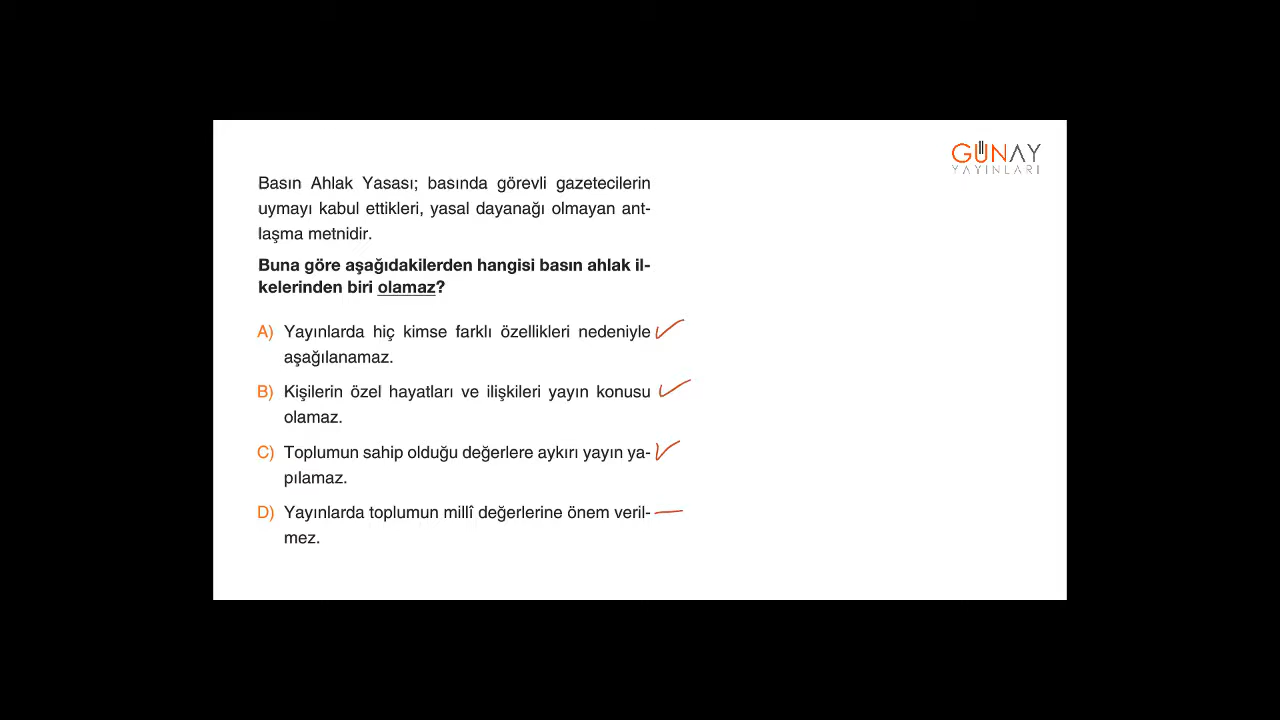 GÜNAY
YAYINLARI
Basın Ahlak Yasası; basında görevli gazetecilerin
uymayı kabul ettikleri, yasal dayanağı olmayan ant-
laşma metnidir.
Buna göre aşağıdakilerden hangisi basın ahlak il-
kelerinden biri olamaz?
A) Yayınlarda hiç kimse farklı özellikleri nedeniyle
aşağılanamaz.
B) Kişilerin özel hayatları ve ilişkileri yayın konusu
olamaz.
C) Toplumun sahip olduğu değerlere aykırı yayın ya-
pılamaz.
D) Yayınlarda toplumun millî değerlerine önem veril-
mez.